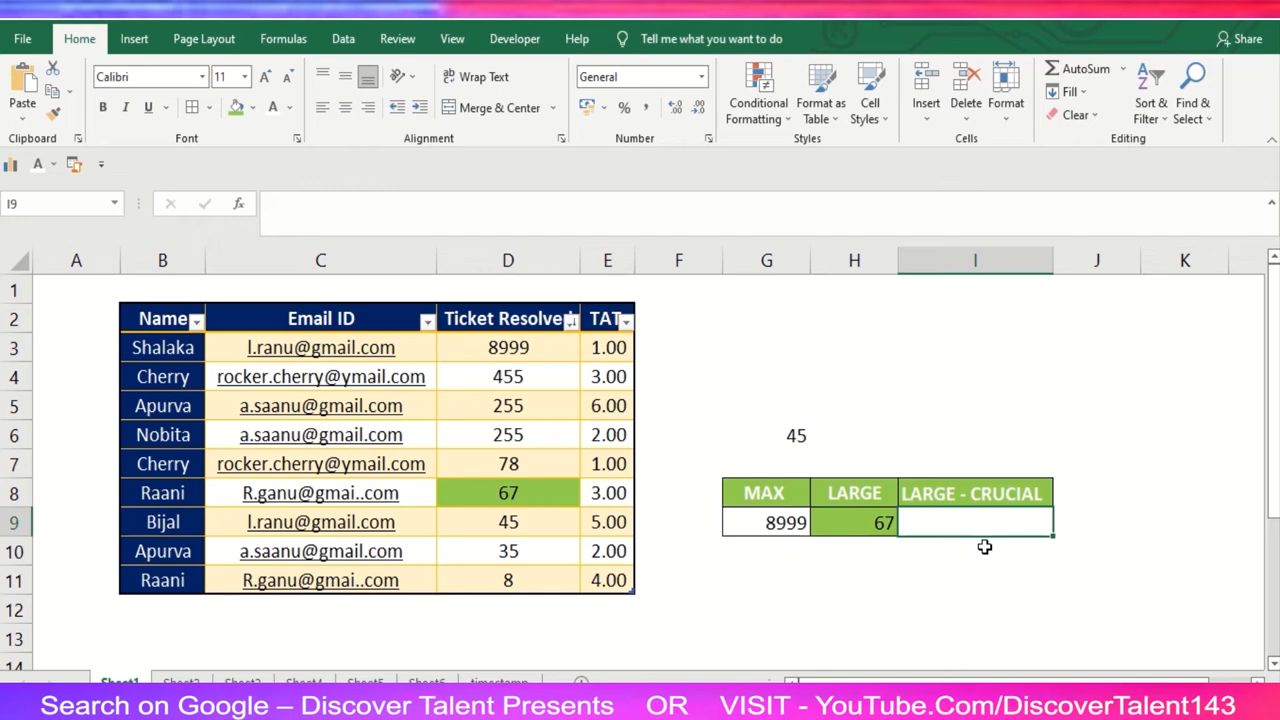 File Home Insert Page Layout Formulas Data Review View Developer Help Tell me what you want to do Share
Paste Calibri 11 Wrap Text General Conditional Formatting Format as Table Cell Styles Insert Delete Format AutoSum Fill Clear Sort & Filter Find & Select
B I U A Merge & Center %
Clipboard Font Alignment Number Styles Cells Editing
A
I9 fx
A B C D E F G H I J K
1
2 Name Email ID Ticket Resolved TAT
3 Shalaka l.ranu@gmail.com 8999 1.00
4 Cherry rocker.cherry@ymail.com 455 3.00
5 Apurva a.saanu@gmail.com 255 6.00
6 Nobita a.saanu@gmail.com 255 2.00 45
7 Cherry rocker.cherry@ymail.com 78 1.00
8 Raani R.ganu@gmai..com 67 3.00 MAX LARGE LARGE - CRUCIAL
9 Bijal l.ranu@gmail.com 45 5.00 8999 67
10 Apurva a.saanu@gmail.com 35 2.00
11 Raani R.ganu@gmai..com 8 4.00
12
13
14
Sheet1 Sheet2 Sheet3 Sheet4 Sheet5 Sheet6 timestamp
Search on Google – Discover Talent Presents OR VISIT - YouTube.Com/DiscoverTalent143